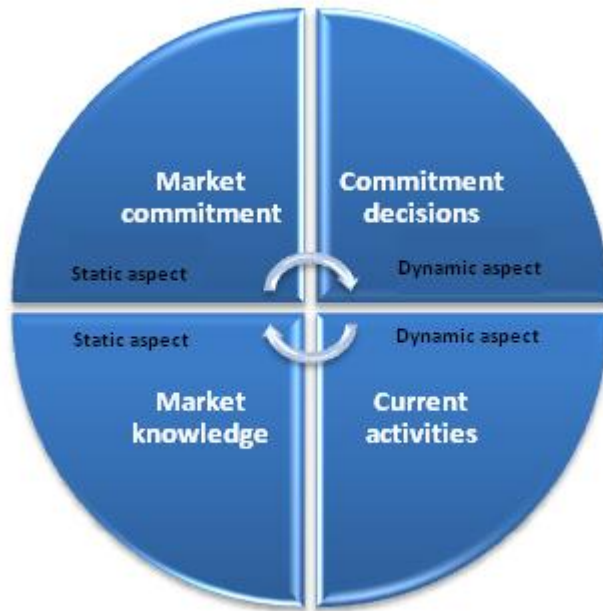 Market
commitment
Commitment
decisions
Static aspect
Dynamic aspect
Static aspect
Dynamic aspect
Market
knowledge
Current
activities